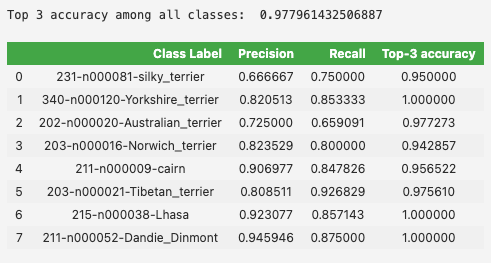 Top 3 accuracy among all classes:  0.977961432506887
Class Label Precision Recall Top-3 accuracy
0 231-n000081-silky_terrier 0.666667 0.750000 0.950000
1 340-n000120-Yorkshire_terrier 0.820513 0.853333 1.000000
2 202-n000020-Australian_terrier 0.725000 0.659091 0.977273
3 203-n000016-Norwich_terrier 0.823529 0.800000 0.942857
4 211-n000009-cairn 0.906977 0.847826 0.956522
5 203-n000021-Tibetan_terrier 0.808511 0.926829 0.975610
6 215-n000038-Lhasa 0.923077 0.857143 1.000000
7 211-n000052-Dandie_Dinmont 0.945946 0.875000 1.000000